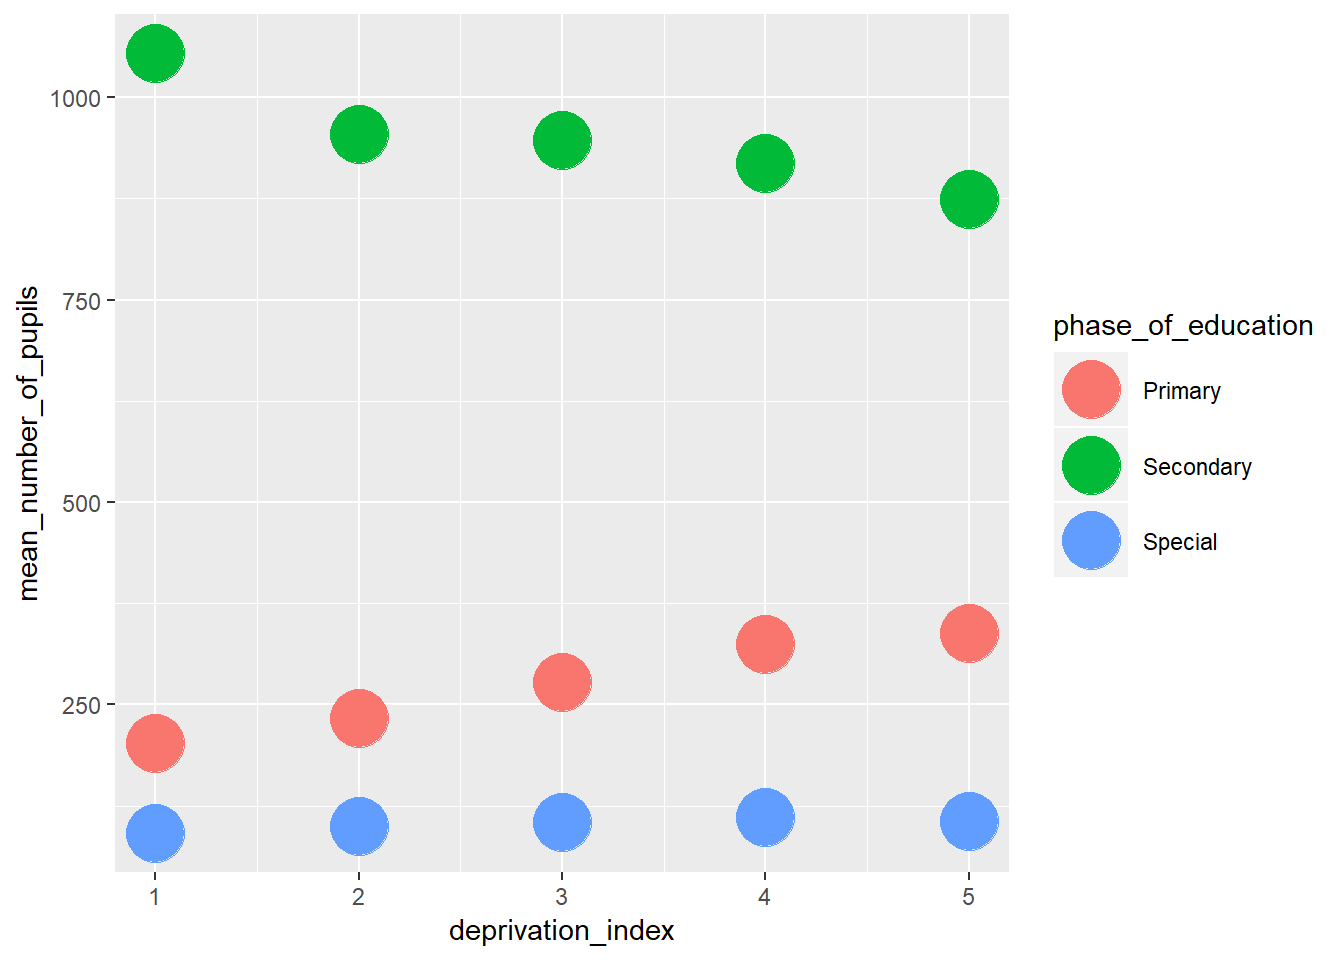 1000
750
500
250
mean_number_of_pupils
1
2
3
4
5
deprivation_index
phase_of_education
Primary
Secondary
Special